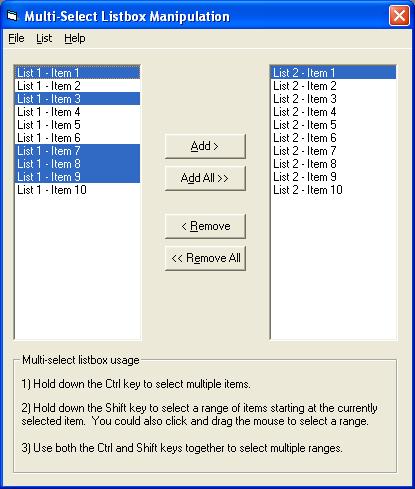 Multi-Select Listbox Manipulation
File List Help
List 1 - Item 1
List 1 - Item 2
List 1 - Item 3
List 1 - Item 4
List 1 - Item 5
List 1 - Item 6
List 1 - Item 7
List 1 - Item 8
List 1 - Item 9
List 1 - Item 10
Add >
Add All >>
< Remove
<< Remove All
List 2 - Item 1
List 2 - Item 2
List 2 - Item 3
List 2 - Item 4
List 2 - Item 5
List 2 - Item 6
List 2 - Item 7
List 2 - Item 8
List 2 - Item 9
List 2 - Item 10
Multi-select listbox usage
1) Hold down the Ctrl key to select multiple items.
2) Hold down the Shift key to select a range of items starting at the currently
selected item. You could also click and drag the mouse to select a range.
3) Use both the Ctrl and Shift keys together to select multiple ranges.